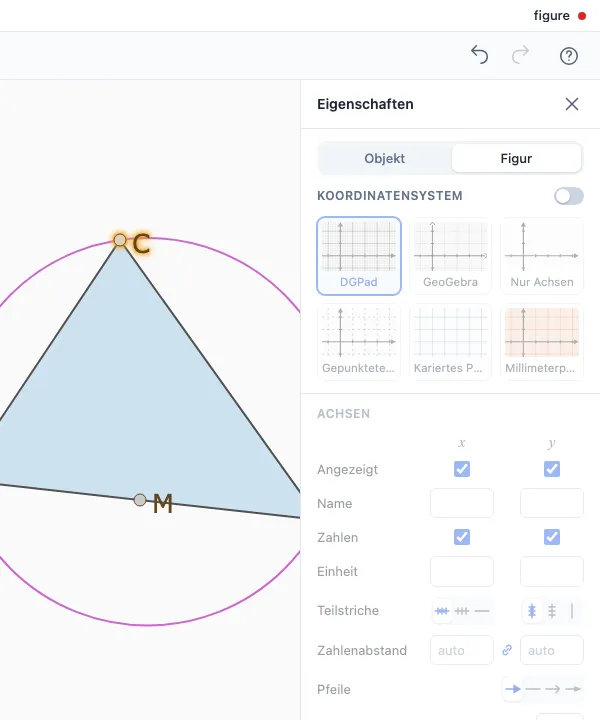 figure
Eigenschaften
Objekt
Figur
KOORDINATENSYSTEM
DGPad
GeoGebra
Nur Achsen
Gepunktete...
Kariertes P...
Millimeterp...
ACHSEN
x
y
Angezeigt
Name
Zahlen
Einheit
Teilstriche
Zahlenabstand
auto
auto
Pfeile
C
M